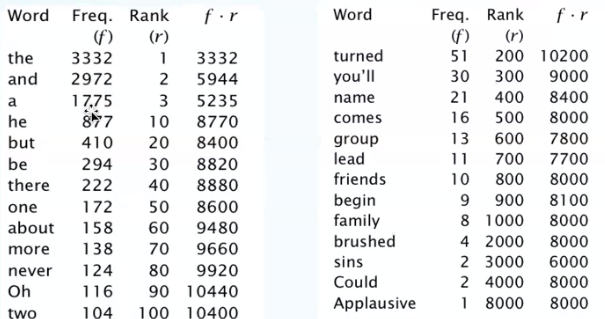 Word Freq. Rank f · r
(f) (r)
the 3332 1 3332
and 2972 2 5944
a 1775 3 5235
he 877 10 8770
but 410 20 8400
be 294 30 8820
there 222 40 8880
one 172 50 8600
about 158 60 9480
more 138 70 9660
never 124 80 9920
Oh 116 90 10440
two 104 100 10400
Word Freq. Rank f · r
(f) (r)
turned 51 200 10200
you'll 30 300 9000
name 21 400 8400
comes 16 500 8000
group 13 600 7800
lead 11 700 7700
friends 10 800 8000
begin 9 900 8100
family 8 1000 8000
brushed 4 2000 8000
sins 2 3000 6000
Could 2 4000 8000
Applausive 1 8000 8000